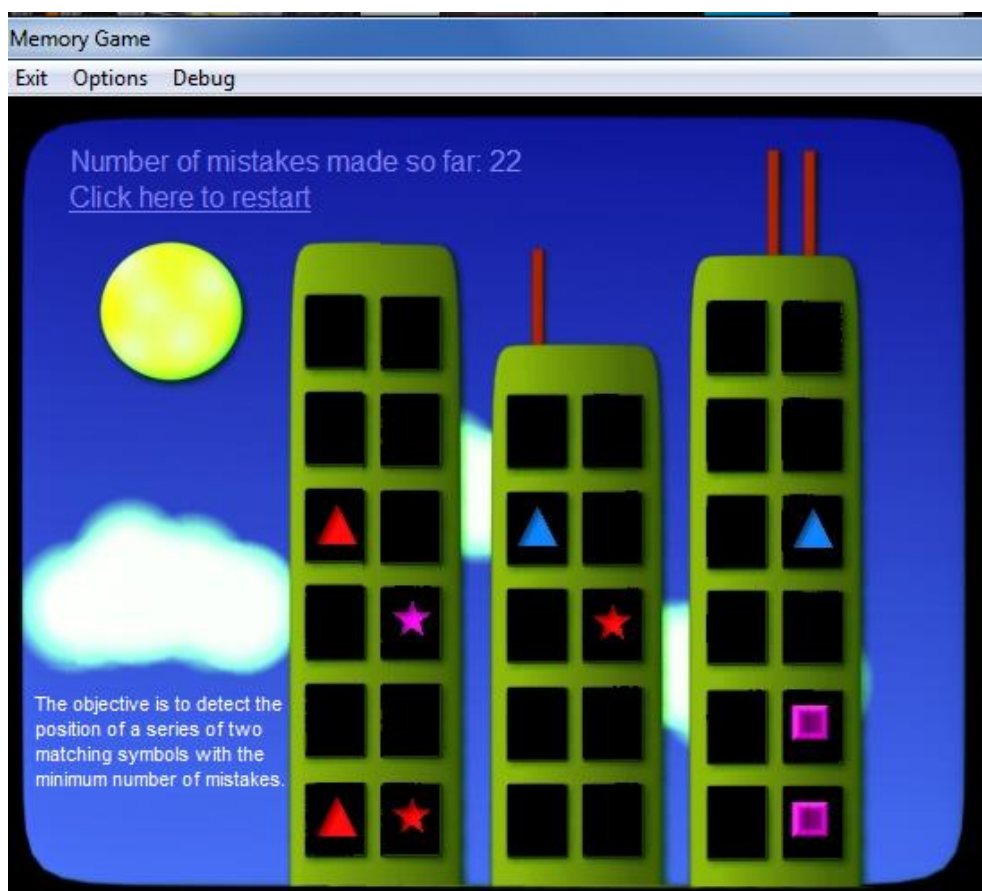 Memory Game
Exit Options Debug
Number of mistakes made so far: 22
Click here to restart
The objective is to detect the
position of a series of two
matching symbols with the
minimum number of mistakes.